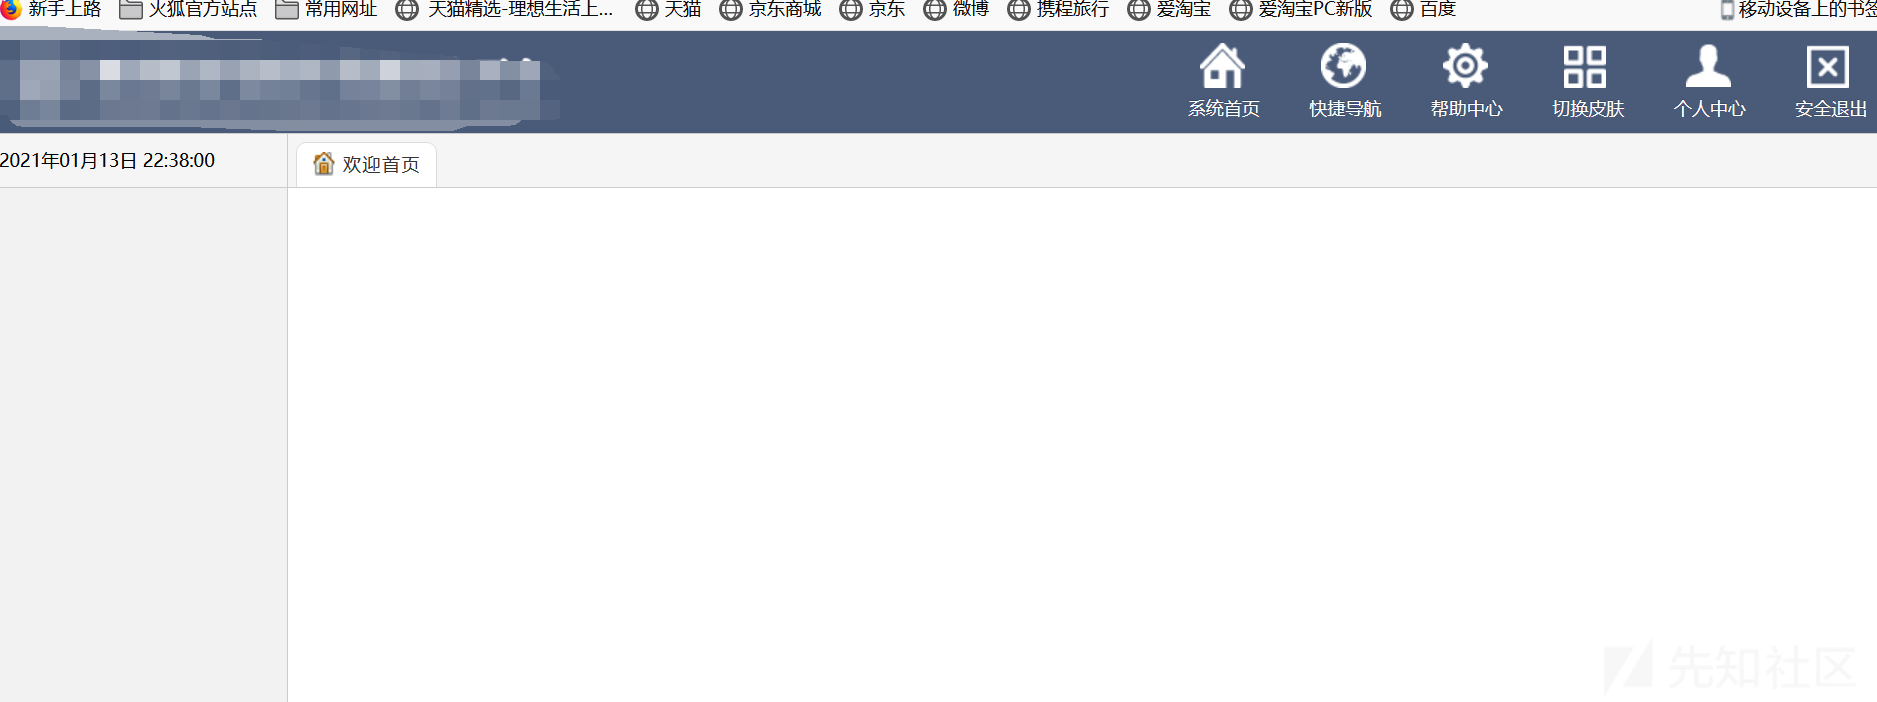 新手上路 火狐官方站点 常用网址 天猫精选-理想生活上... 天猫 京东商城 京东 微博 携程旅行 爱淘宝 爱淘宝PC新版 百度 移动设备上的书签
系统首页 快捷导航 帮助中心 切换皮肤 个人中心 安全退出
2021年01月13日 22:38:00 欢迎首页
先知社区